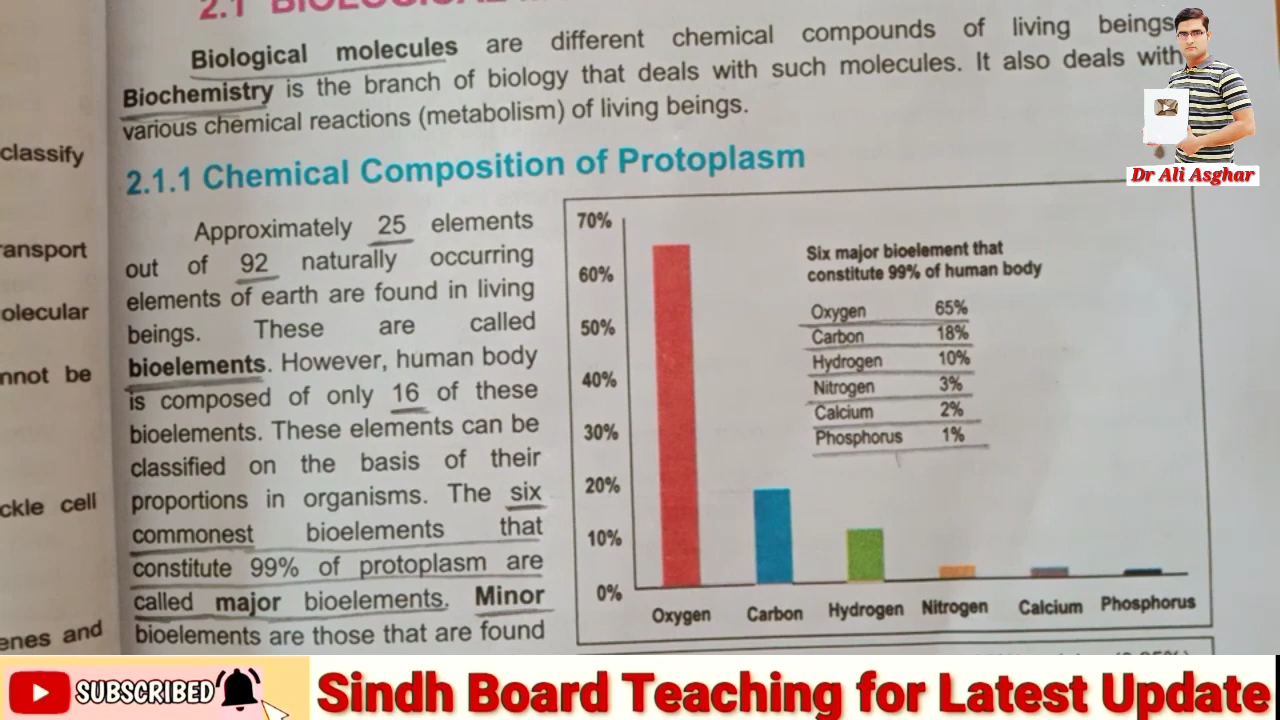 2.1 BIOLOGICAL
Biological molecules are different chemical compounds of living beings
Biochemistry is the branch of biology that deals with such molecules. It also deals with
various chemical reactions (metabolism) of living beings.
2.1.1 Chemical Composition of Protoplasm
Approximately 25 elements
out of 92 naturally occurring
elements of earth are found in living
beings. These are called
bioelements. However, human body
is composed of only 16 of these
bioelements. These elements can be
classified on the basis of their
proportions in organisms. The six
commonest bioelements that
constitute 99% of protoplasm are
called major bioelements. Minor
bioelements are those that are found
classify
ransport
olecular
nnot be
ckle cell
enes and
70%
60%
50%
40%
30%
20%
10%
0%
Six major bioelement that
constitute 99% of human body
Oxygen 65%
Carbon 18%
Hydrogen 10%
Nitrogen 3%
Calcium 2%
Phosphorus 1%
Oxygen Carbon Hydrogen Nitrogen Calcium Phosphorus
Dr Ali Asghar
SUBSCRIBED
Sindh Board Teaching for Latest Update